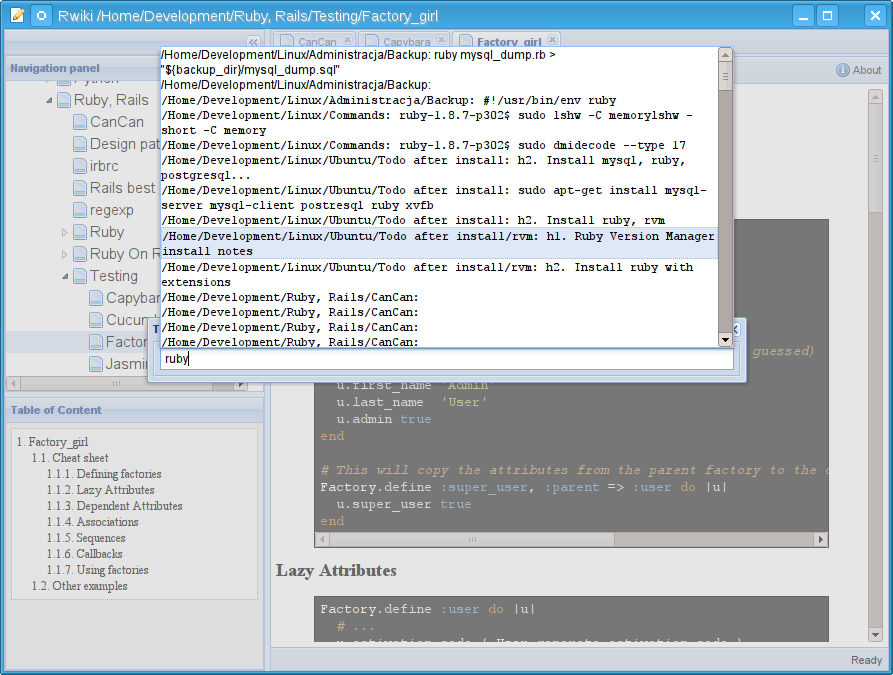 Rwiki /Home/Development/Ruby, Rails/Testing/Factory_girl
CanCan
Capybara
Factory_girl
Navigation panel
About
Python
Ruby, Rails
CanCan
Design pat
irbrc
Rails best
regexp
Ruby
Ruby On R
Testing
Capybar
Cucum
Factor
Jasmin
/Home/Development/Linux/Administracja/Backup: ruby mysql_dump.rb >
"${backup_dir}/mysql_dump.sql"
/Home/Development/Linux/Administracja/Backup:
/Home/Development/Linux/Administracja/Backup: #!/usr/bin/env ruby
/Home/Development/Linux/Commands: ruby-1.8.7-p302$ sudo lshw -C memorylshw -
short -C memory
/Home/Development/Linux/Commands: ruby-1.8.7-p302$ sudo dmidecode --type 17
/Home/Development/Linux/Ubuntu/Todo after install: h2. Install mysql, ruby,
postgresql...
/Home/Development/Linux/Ubuntu/Todo after install: sudo apt-get install mysql-
server mysql-client postresql ruby xvfb
/Home/Development/Linux/Ubuntu/Todo after install: h2. Install ruby, rvm
/Home/Development/Linux/Ubuntu/Todo after install/rvm: h1. Ruby Version Manager
install notes
/Home/Development/Linux/Ubuntu/Todo after install/rvm: h2. Install ruby with
extensions
/Home/Development/Ruby, Rails/CanCan:
/Home/Development/Ruby, Rails/CanCan:
/Home/Development/Ruby, Rails/CanCan:
/Home/Development/Ruby, Rails/CanCan:
T
ruby
guessed)
u.first_name 'Admin'
u.last_name 'User'
u.admin true
end
# This will copy the attributes from the parent factory to the
Factory.define :super_user, :parent => :user do |u|
u.super_user true
end
Lazy Attributes
Factory.define :user do |u|
# ...
Table of Content
1. Factory_girl
1.1. Cheat sheet
1.1.1. Defining factories
1.1.2. Lazy Attributes
1.1.3. Dependent Attributes
1.1.4. Associations
1.1.5. Sequences
1.1.6. Callbacks
1.1.7. Using factories
1.2. Other examples
Ready